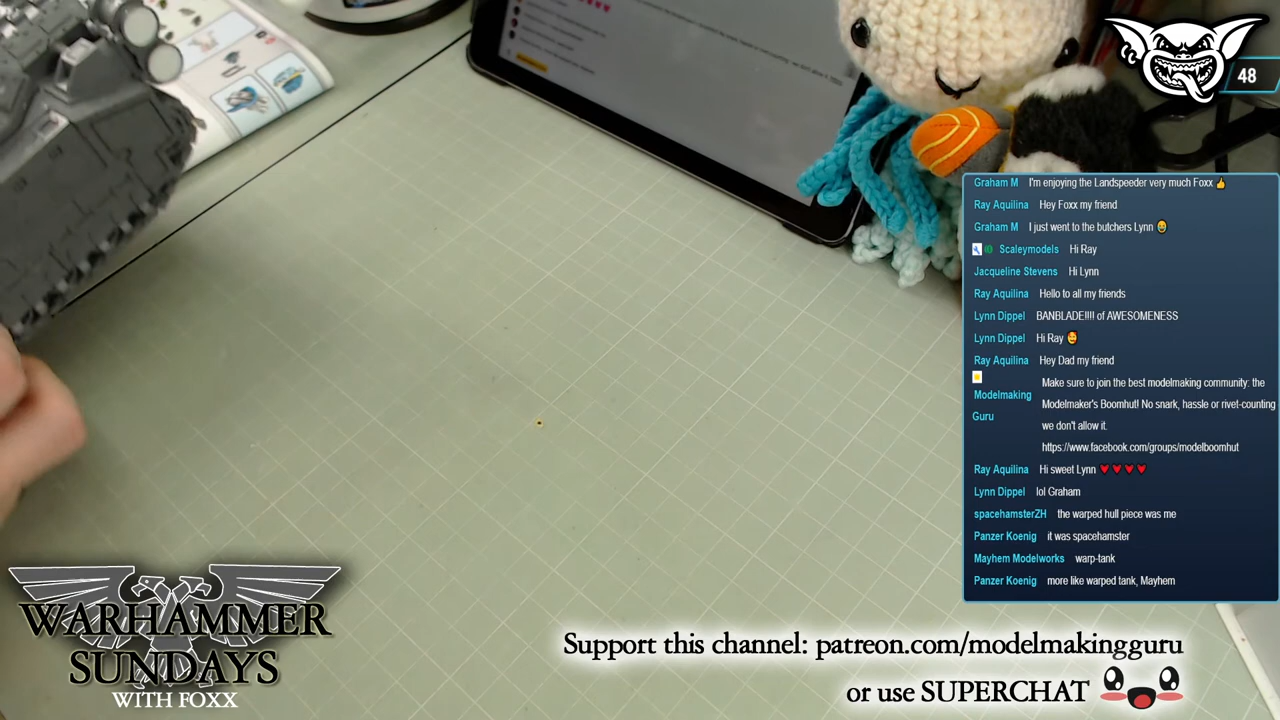 48
Graham M I'm enjoying the Landspeeder very much Foxx 👍
Ray Aquilina Hey Foxx my friend
Graham M I just went to the butchers Lynn 😂
Scaleymodels Hi Ray
Jacqueline Stevens Hi Lynn
Ray Aquilina Hello to all my friends
Lynn Dippel BANBLADE!!!! of AWESOMENESS
Lynn Dippel Hi Ray
Ray Aquilina Hey Dad my friend
Modelmaking Guru Make sure to join the best modelmaking community: the
Modelmaker's Boomhut! No snark, hassle or rivet-counting
we don't allow it.
https://www.facebook.com/groups/modelboomhut
Ray Aquilina Hi sweet Lynn ♥♥♥♥
Lynn Dippel lol Graham
spacehamsterZH the warped hull piece was me
Panzer Koenig it was spacehamster
Mayhem Modelworks warp-tank
Panzer Koenig more like warped tank, Mayhem
WARHAMMER
SUNDAYS
WITH FOXX
Support this channel: patreon.com/modelmakingguru
or use SUPERCHAT